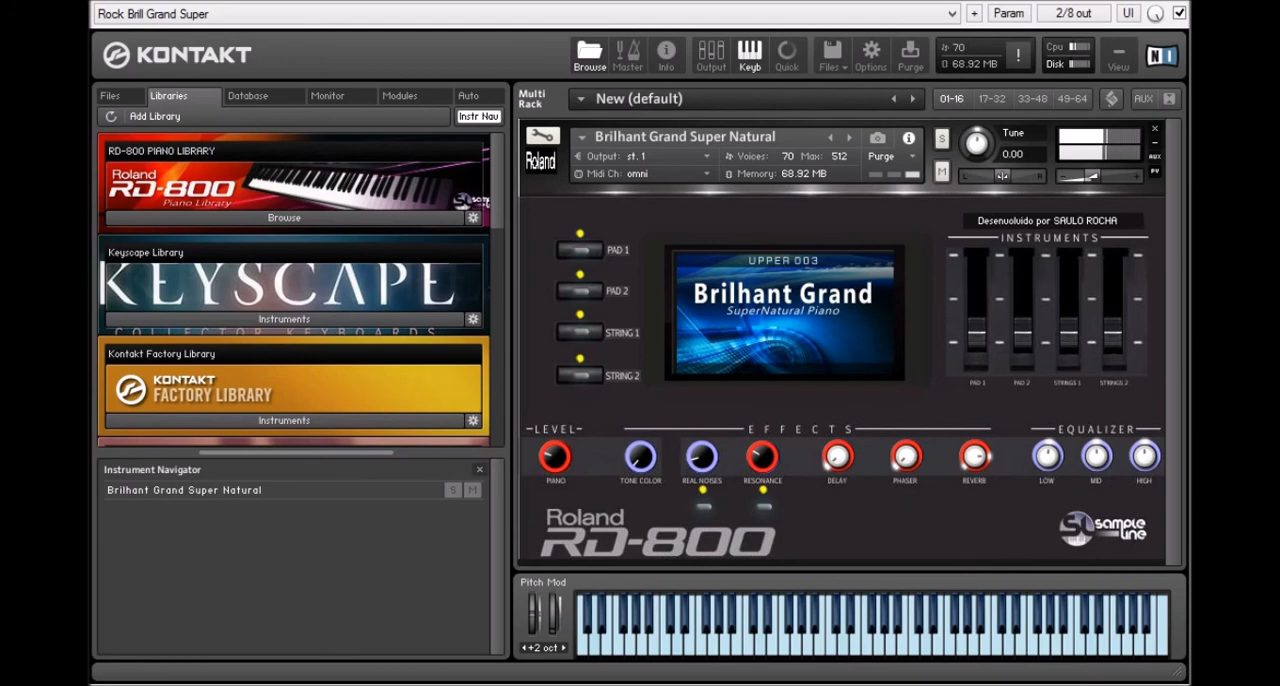 Rock Brill Grand Super
+ Param 2/8 out UI
KONTAKT
Browse Master Info Output Keyb Quick Files Options Purge View
70
68.92 MB
!
Cpu
Disk
NI
Files Libraries Database Monitor Modules Auto
Add Library Instr Nav
RD-800 PIANO LIBRARY
Roland
RD-800
Piano Library
Browse
Keyscape Library
KEYSCAPE
COLLECTOR KEYBOARDS
Instruments
Kontakt Factory Library
KONTAKT
FACTORY LIBRARY
Instruments
Instrument Navigator
Brilhant Grand Super Natural S M
Multi
Rack
New (default)
01-16 17-32 33-48 49-64 AUX
Roland
Brilhant Grand Super Natural
Output: st. 1 Voices: 70 Max: 512 Purge
Midi Ch: omni Memory: 68.92 MB
S
M
Tune
0.00
L R
AUX
PV
Desenvoluido por SAULO ROCHA
INSTRUMENTS
PAD 1
PAD 2
STRING 1
STRING 2
UPPER 003
Brilhant Grand
SuperNatural Piano
PAD 1 PAD 2 STRINGS 1 STRINGS 2
LEVEL EFFECTS EQUALIZER
PIANO TONE COLOR REAL NOISES RESONANCE DELAY PHASER REVERB LOW MID HIGH
Roland
RD-800
SL sample line
Pitch Mod
+2 oct